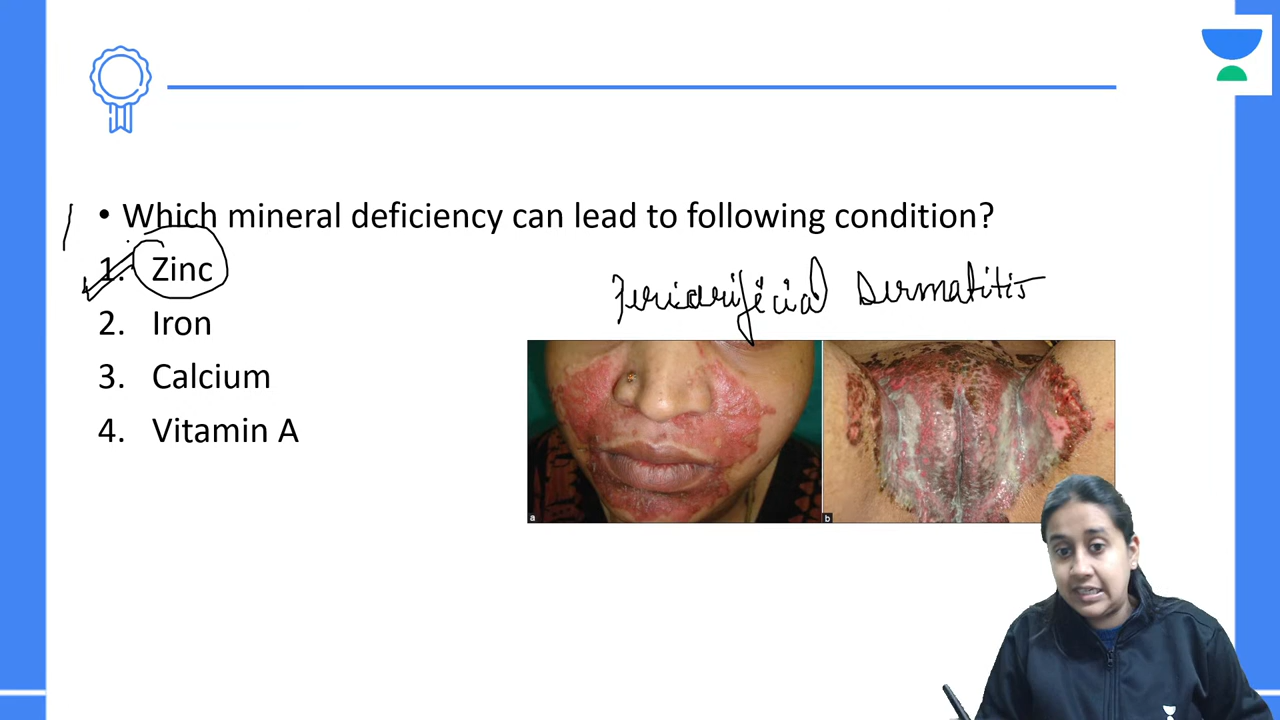 • Which mineral deficiency can lead to following condition?
1. Zinc
2. Iron
3. Calcium
4. Vitamin A
Periorificial Dermatitis
a
b